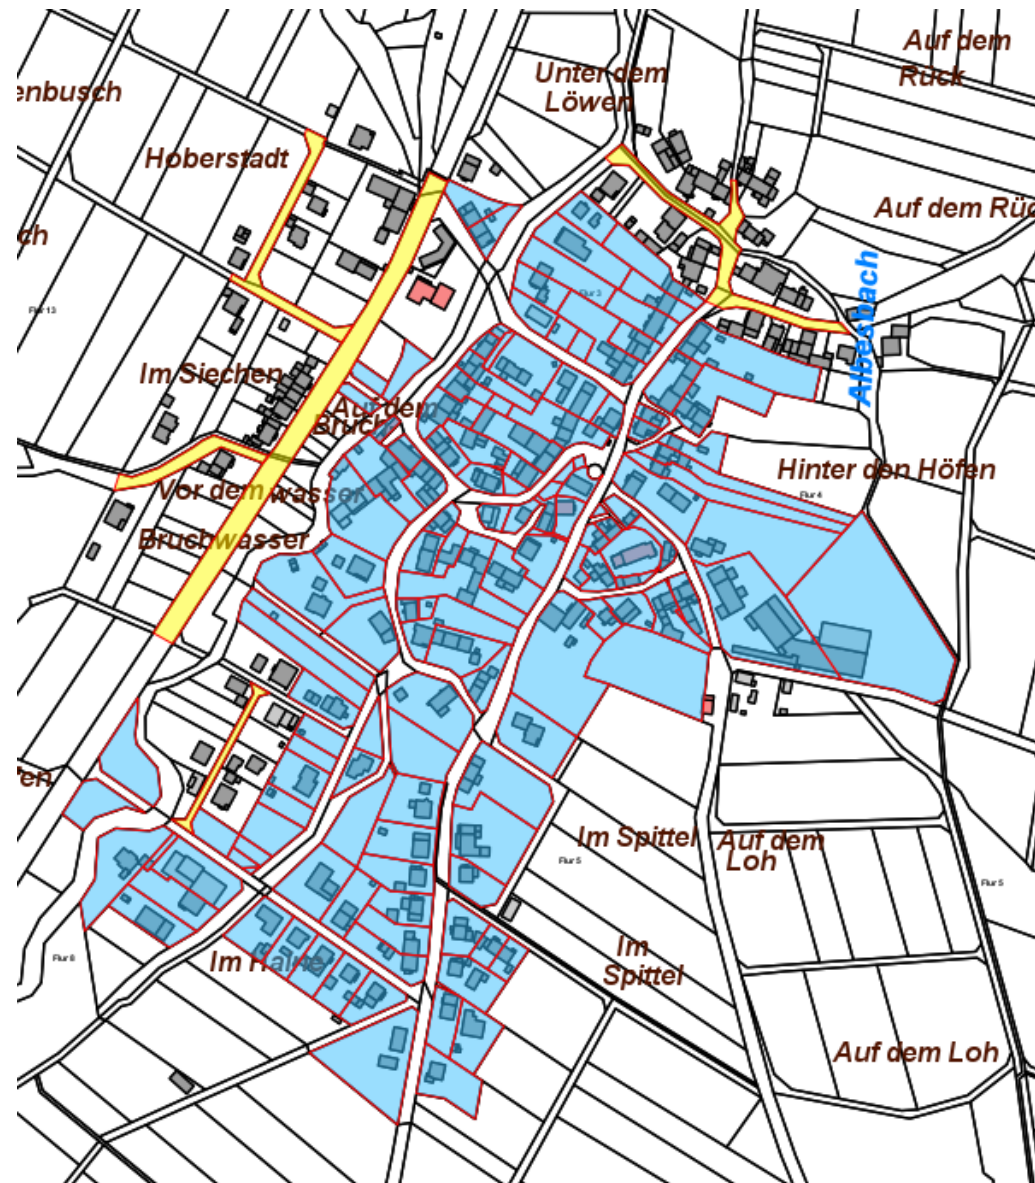 Auf dem
Rück
Unter dem
Löwen
enbusch
Hoberstadt
Auf dem Rüc
ch
Albesbach
Flur 3
Flur 13
Im Siechen
Auf dem
Bruch
Hinter den Höfen
Vor dem
wasser
Flur 4
Bruchwasser
en
Im Spittel
Auf dem
Loh
Flur 5
Flur 5
Im
Spittel
Flur 8
Im Haine
Auf dem Loh